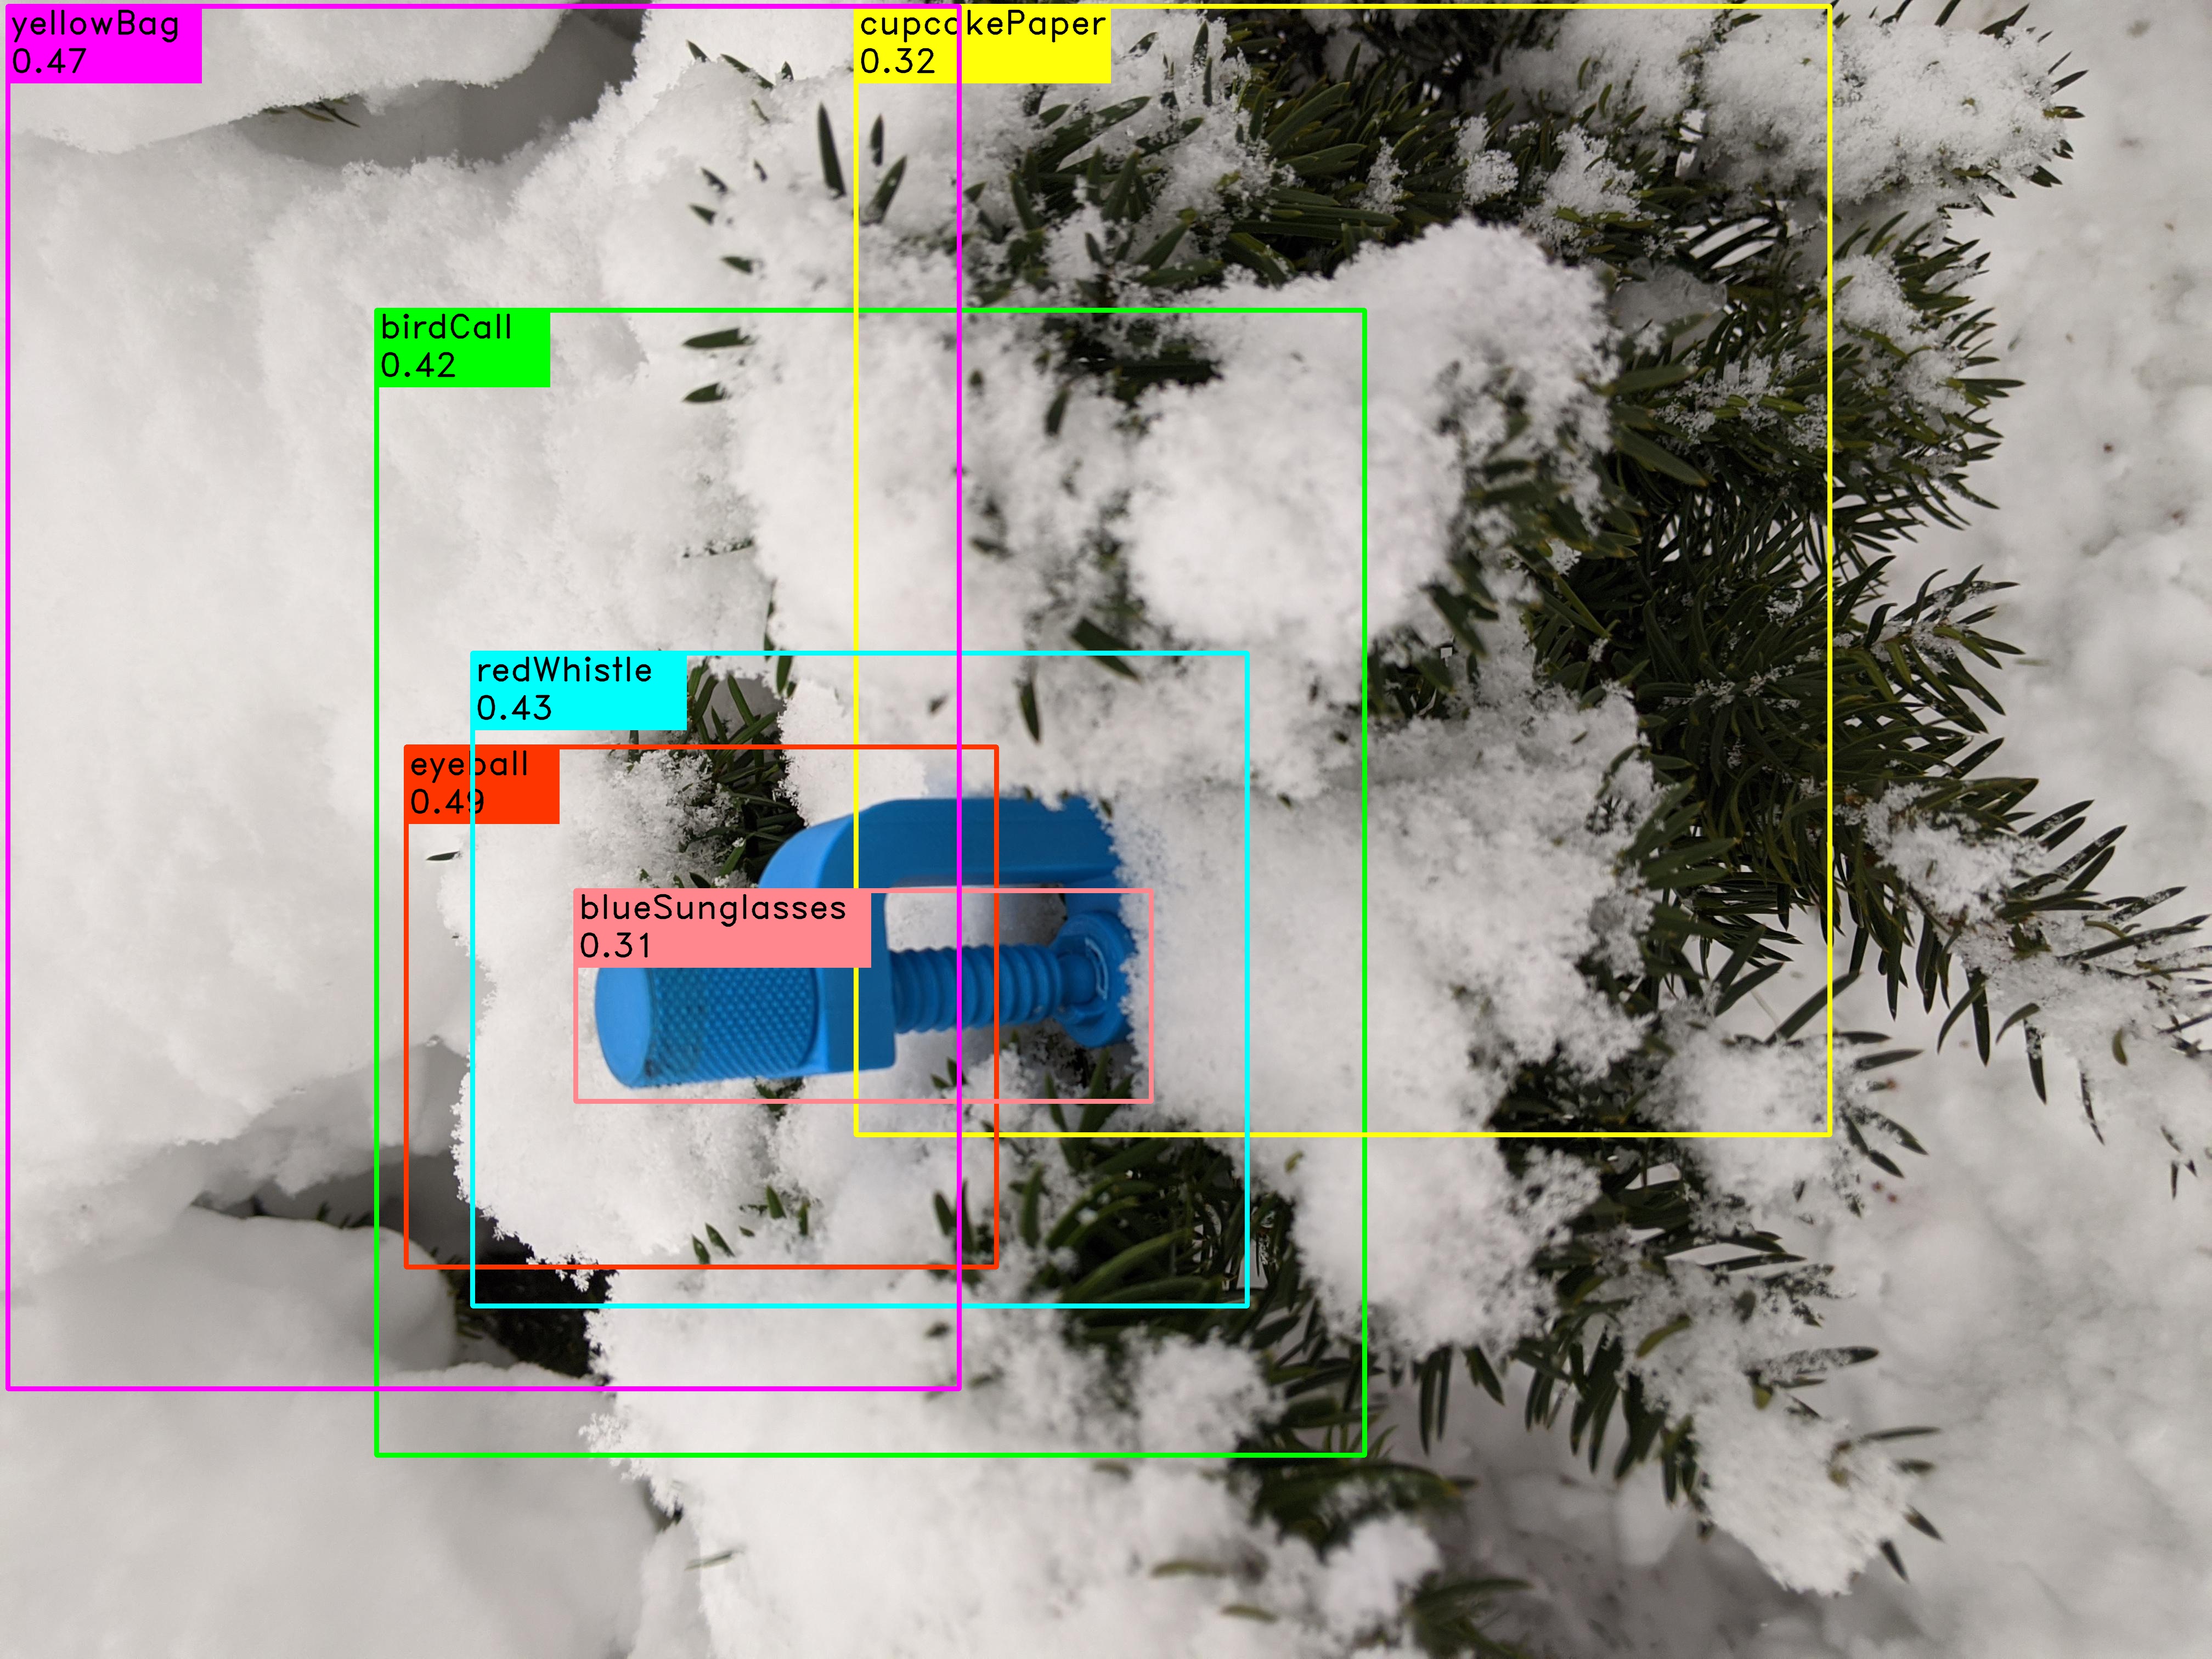 yellowBag
0.47
cupcakePaper
0.32
birdCall
0.42
redWhistle
0.43
eyeball
0.49
blueSunglasses
0.31